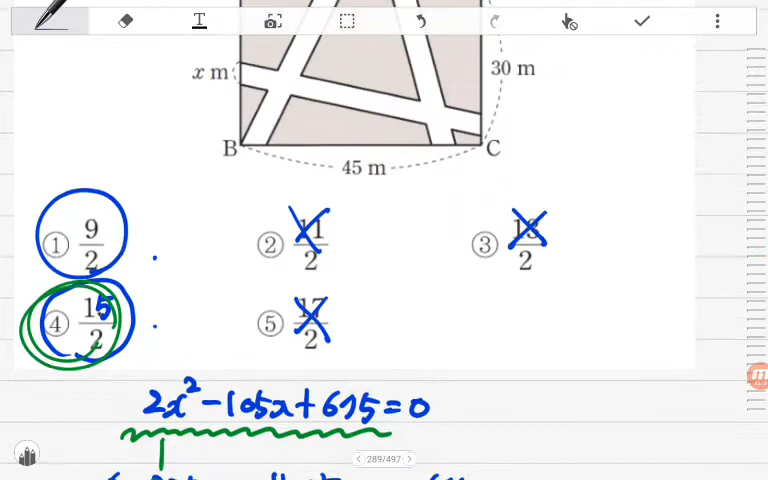 T
x m
30 m
B
C
45 m
① 9/2 ② 11/2 ③ 13/2
④ 15/2 ⑤ 17/2
2x²-105x+675=0
289/497
11